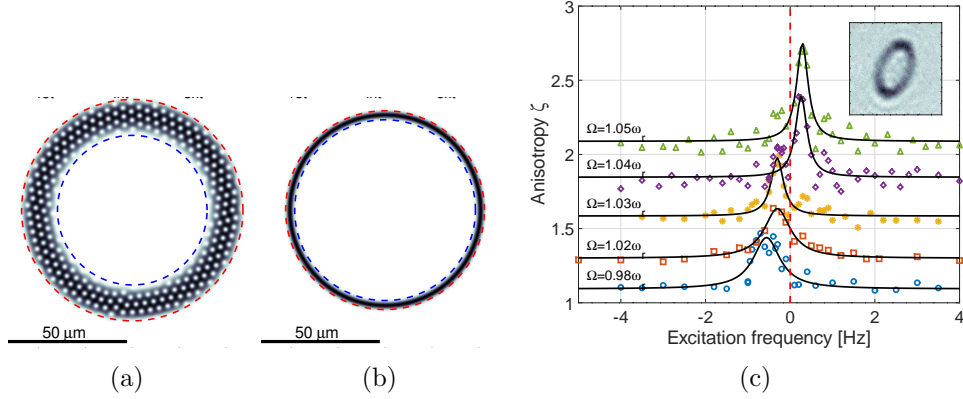 50 μm
(a)
50 μm
(b)
Anisotropy ζ
3
2.5
2
1.5
1
Ω=1.05ω
Ω=1.04ω
Ω=1.03ω
Ω=1.02ω
Ω=0.98ω
-4 -2 0 2 4
Excitation frequency [Hz]
(c)